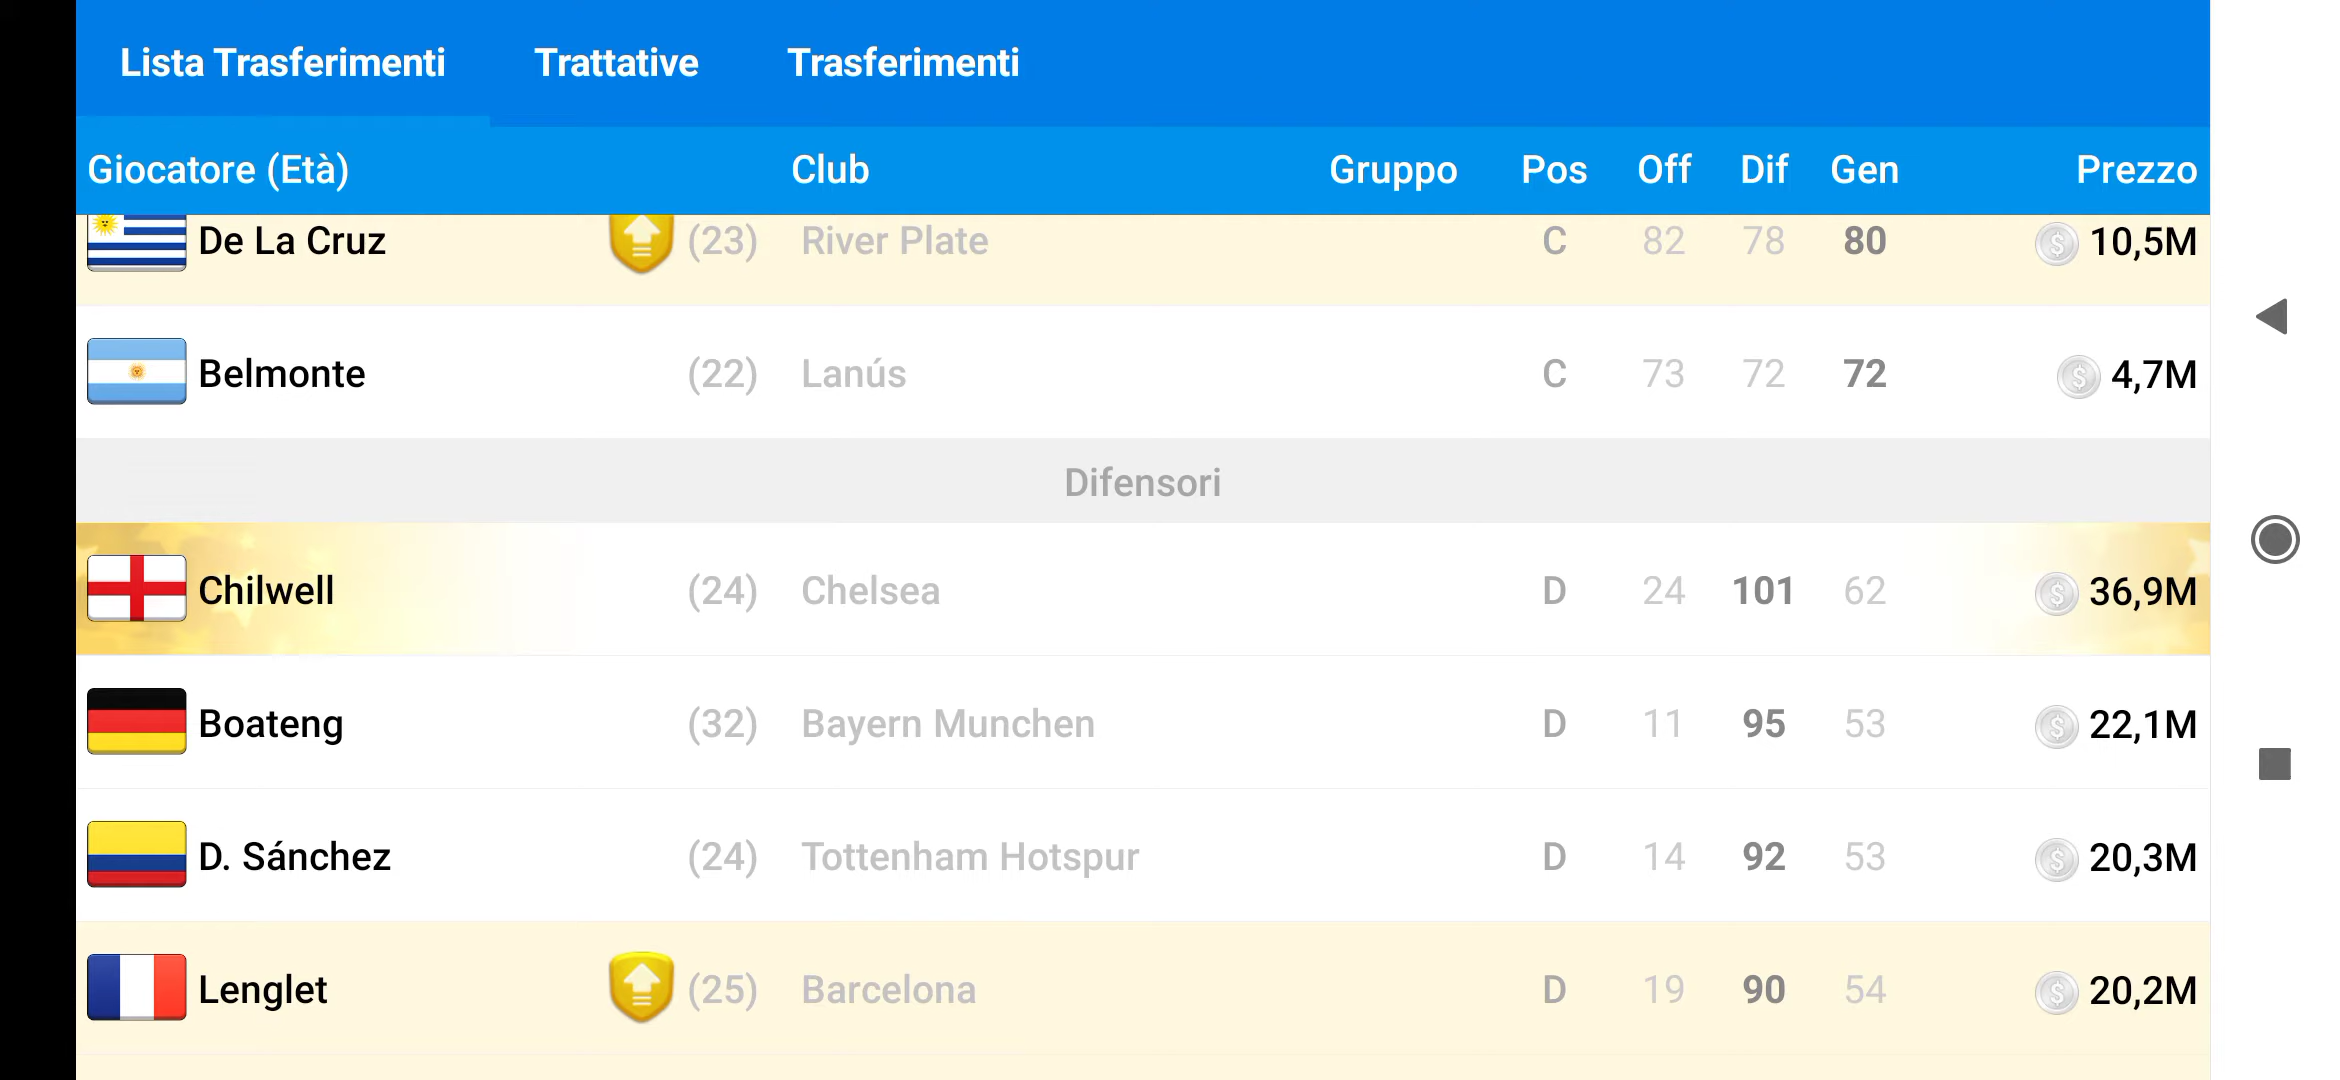 Lista Trasferimenti Trattative Trasferimenti
Giocatore (Età) Club Gruppo Pos Off Dif Gen Prezzo
De La Cruz (23) River Plate C 82 78 80 10,5M
Belmonte (22) Lanús C 73 72 72 4,7M
Difensori
Chilwell (24) Chelsea D 24 101 62 36,9M
Boateng (32) Bayern Munchen D 11 95 53 22,1M
D. Sánchez (24) Tottenham Hotspur D 14 92 53 20,3M
Lenglet (25) Barcelona D 19 90 54 20,2M